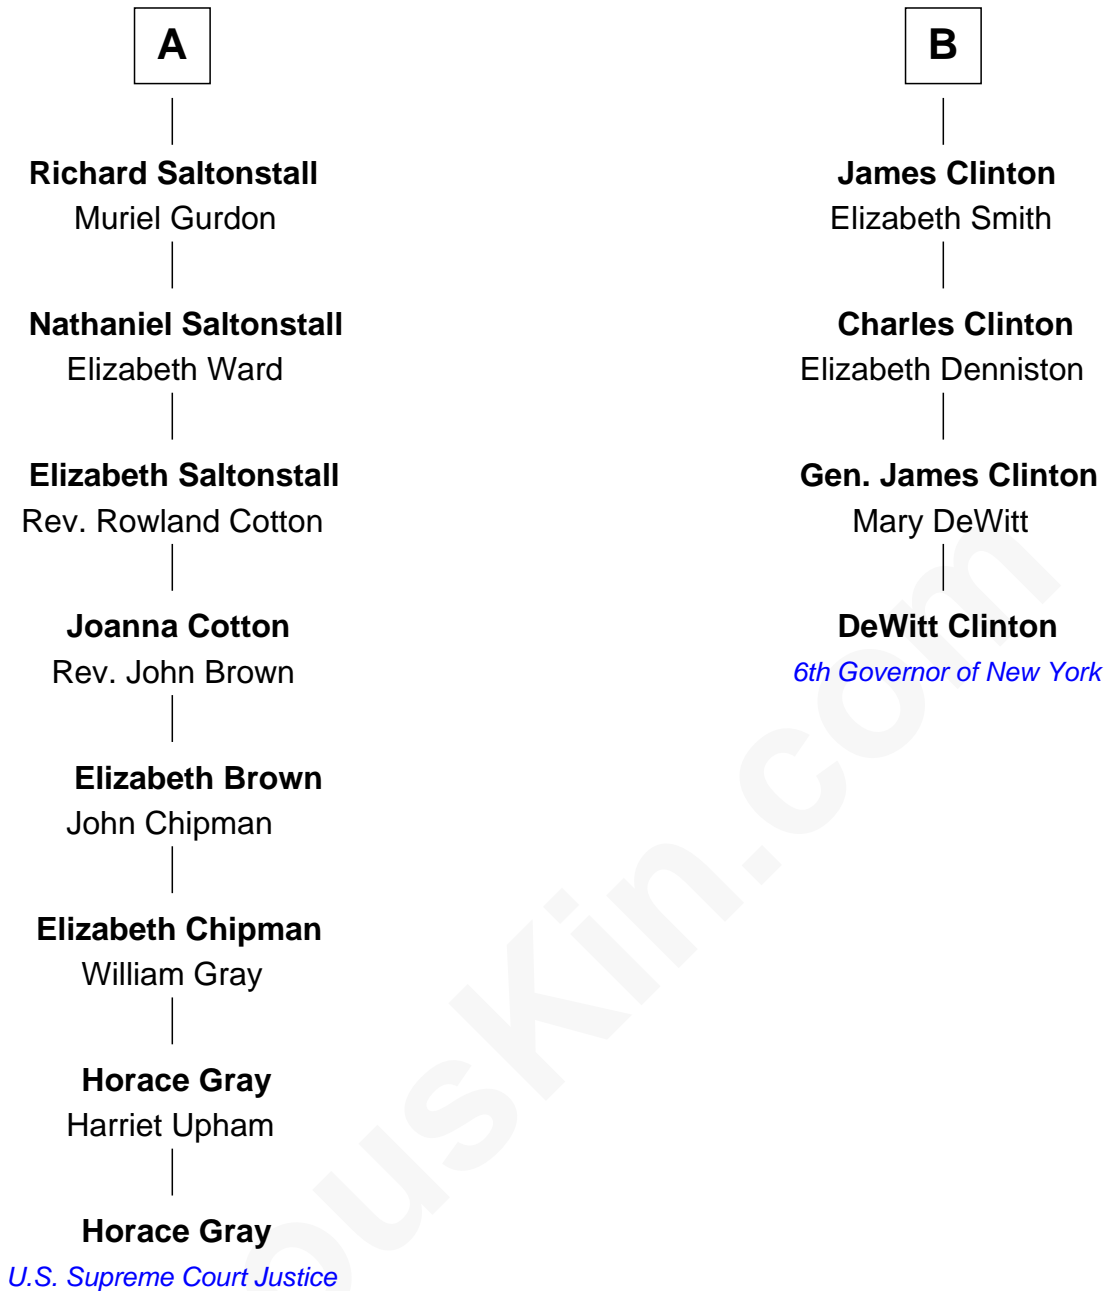 A
Richard Saltonstall
Muriel Gurdon
Nathaniel Saltonstall
Elizabeth Ward
Elizabeth Saltonstall
Rev. Rowland Cotton
Joanna Cotton
Rev. John Brown
Elizabeth Brown
John Chipman
Elizabeth Chipman
William Gray
Horace Gray
Harriet Upham
Horace Gray
U.S. Supreme Court Justice
B
James Clinton
Elizabeth Smith
Charles Clinton
Elizabeth Denniston
Gen. James Clinton
Mary DeWitt
DeWitt Clinton
6th Governor of New York
ousKin.com